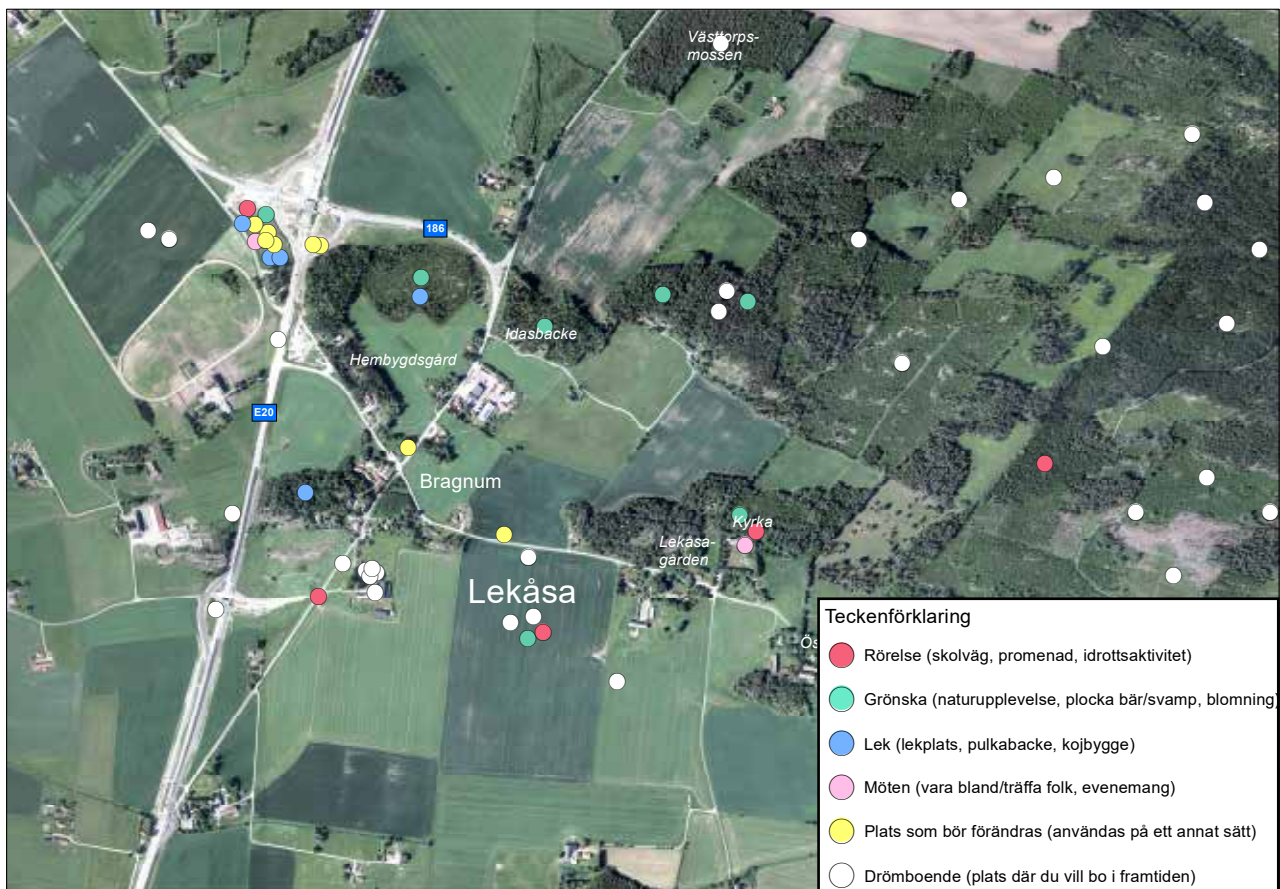 Västtorps-
mossen
186
Idasbacke
Hembygdsgård
E20
Bragnum
Kyrka
Lekåsa-
gården
Lekåsa
Ös
Teckenförklaring
Rörelse (skolväg, promenad, idrottsaktivitet)
Grönska (naturupplevelse, plocka bär/svamp, blomning)
Lek (lekplats, pulkabacke, kojbygge)
Möten (vara bland/träffa folk, evenemang)
Plats som bör förändras (användas på ett annat sätt)
Drömboende (plats där du vill bo i framtiden)